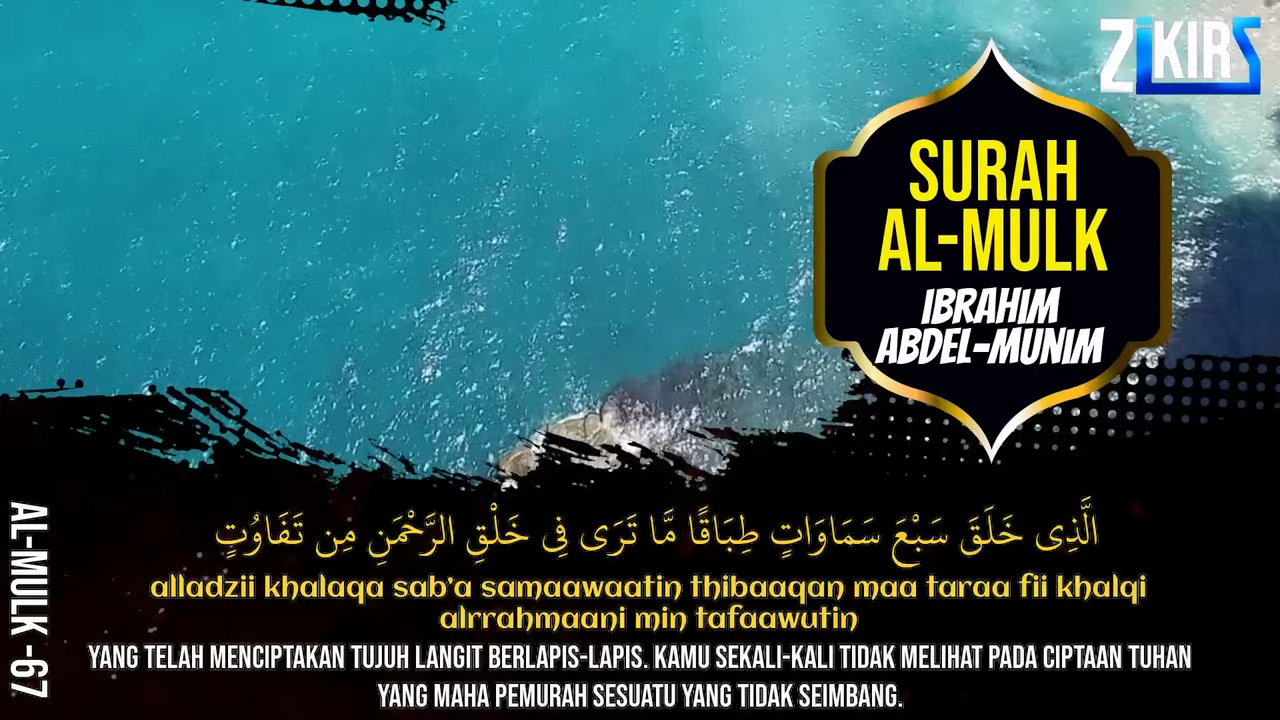 ZIKIRS
SURAH
AL-MULK
IBRAHIM
ABDEL-MUNIM
الَّذِى خَلَقَ سَبْعَ سَمَاوَاتٍ طِبَاقًا مَّا تَرَى فِى خَلْقِ الرَّحْمَنِ مِن تَفَاوُتٍ
alladzii khalaqa sab'a samaawaatin thibaaqan maa taraa fii khalqi
alrrahmaani min tafaawutin
YANG TELAH MENCIPTAKAN TUJUH LANGIT BERLAPIS-LAPIS. KAMU SEKALI-KALI TIDAK MELIHAT PADA CIPTAAN TUHAN
YANG MAHA PEMURAH SESUATU YANG TIDAK SEIMBANG.
AL-MULK -67